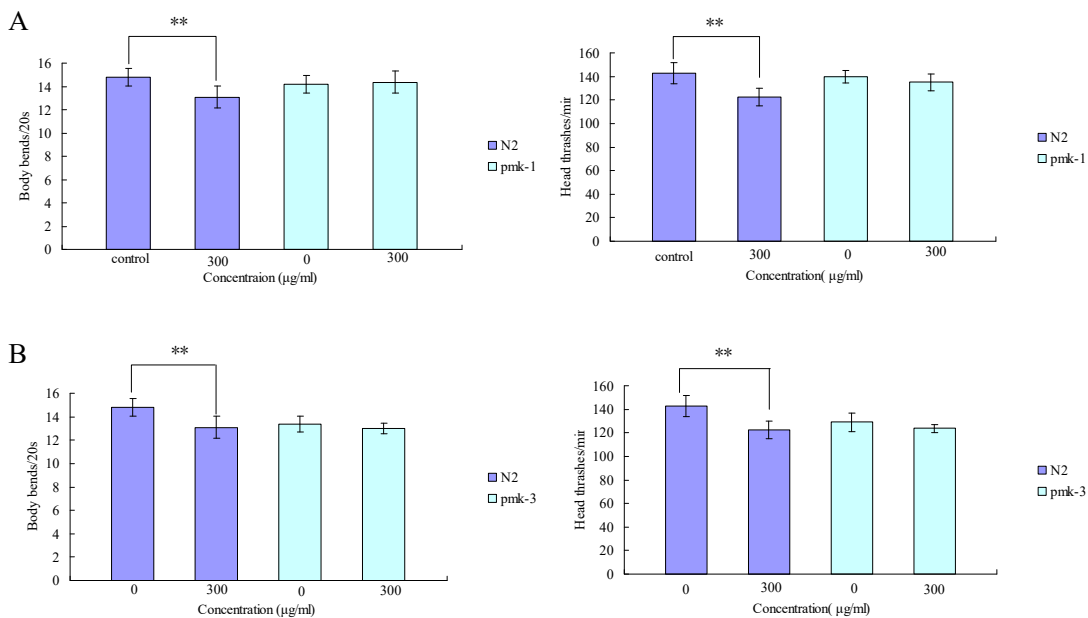 A
**
16
14
12
10
8
6
4
2
0
Body bends/20s
control
300
0
300
Concentraion (µg/ml)
N2
pmk-1
**
160
140
120
100
80
60
40
20
0
Head thrashes/mir
control
300
0
300
Concentration( µg/ml)
N2
pmk-1
B
**
16
14
12
10
8
6
4
2
0
Body bends/20s
0
300
0
300
Concentration (µg/ml)
N2
pmk-3
**
160
140
120
100
80
60
40
20
0
Head thrashes/mir
0
300
0
300
Concentration( µg/ml)
N2
pmk-3